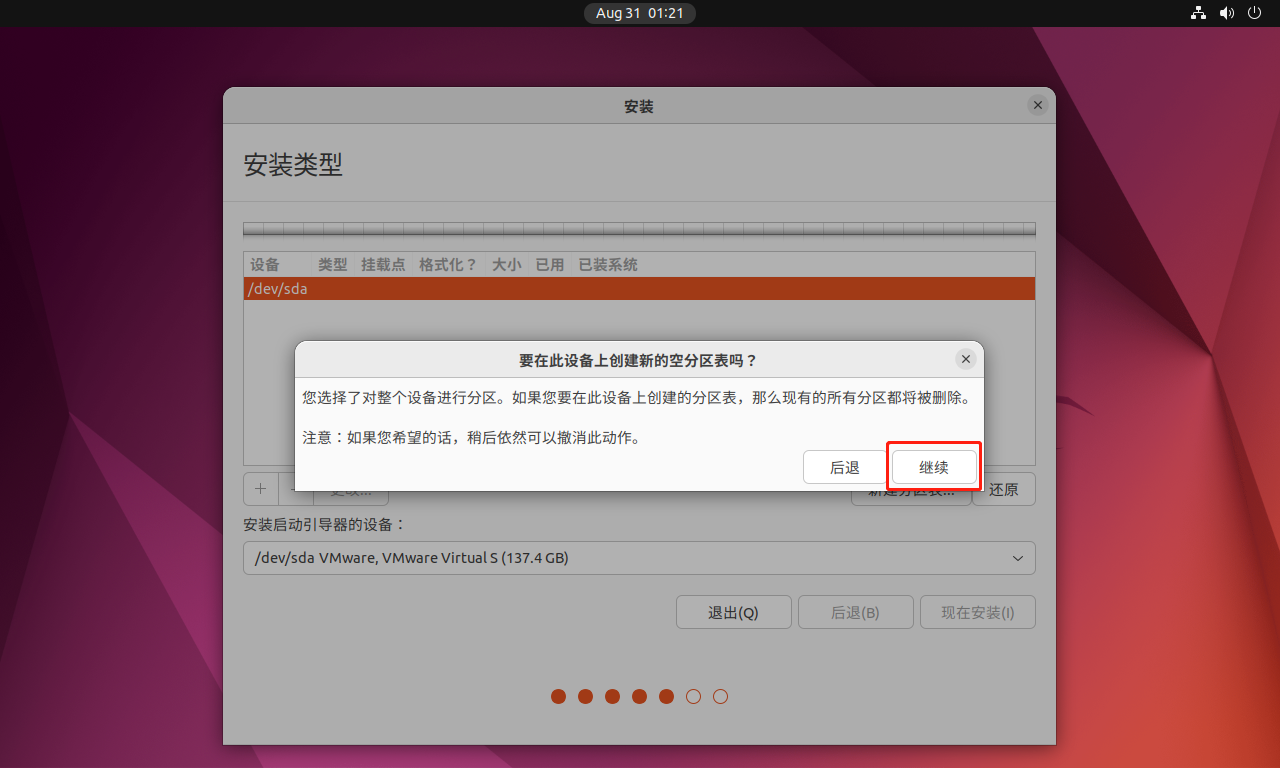 Aug 31 01:21
安装
安装类型
设备 类型 挂载点 格式化？ 大小 已用 已装系统
/dev/sda
要在此设备上创建新的空分区表吗？
您选择了对整个设备进行分区。如果您要在此设备上创建的分区表，那么现有的所有分区都将被删除。
注意：如果您希望的话，稍后依然可以撤消此动作。
后退 继续
+ - 更改... 新建分区表... 还原
安装启动引导器的设备：
/dev/sda VMware, VMware Virtual S (137.4 GB)
退出(Q) 后退(B) 现在安装(I)